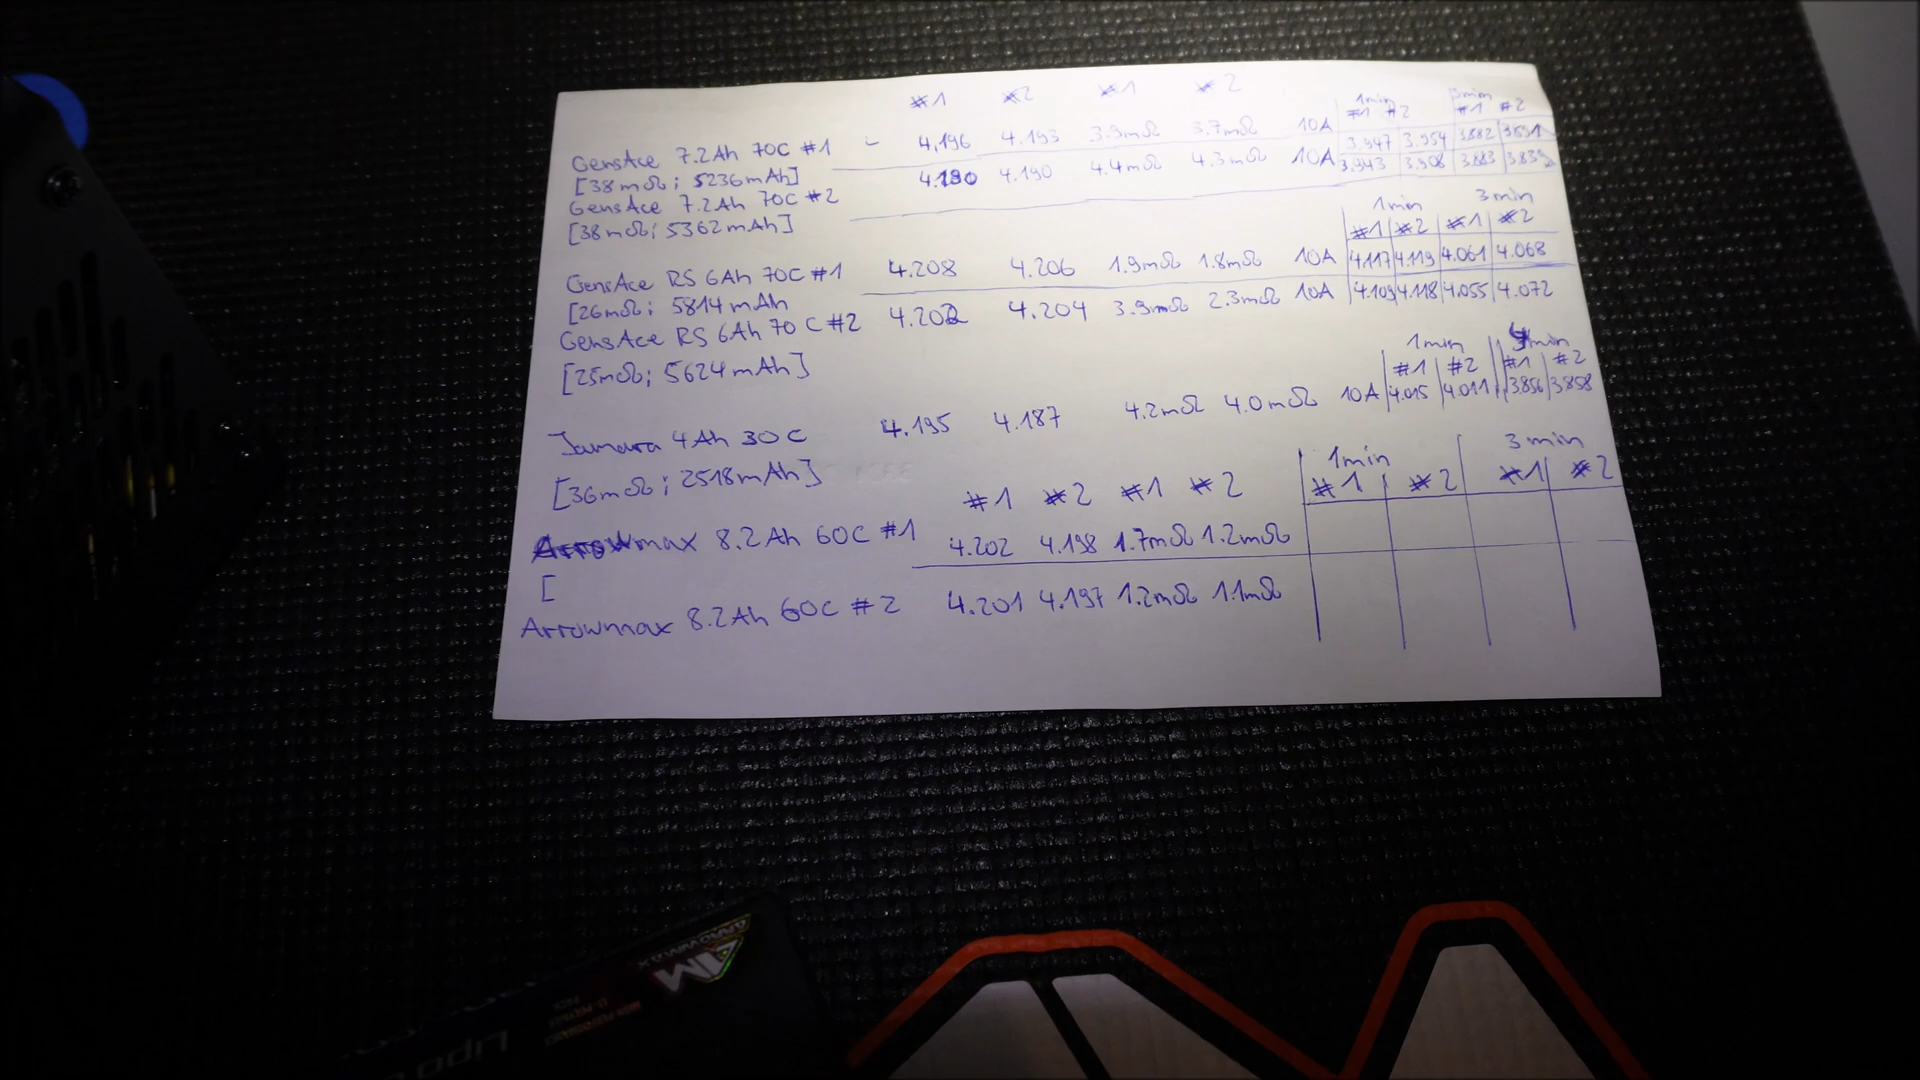 #1 #2 #1 #2 1min 3min
#1 #2 #1 #2
GensAce 7.2Ah 70C #1 - 4.196 4.193 3.9mΩ 3.7mΩ 10A 3.947 3.954 3.882
[38mΩ; 5236mAh] 4.190 4.190 4.4mΩ 4.3mΩ 10A 3.943 3.908 3.883
GensAce 7.2Ah 70C #2
[38mΩ; 5362mAh]
1min 3min
#1 #2 #1 #2
GensAce RS 6Ah 70C #1 4.208 4.206 1.9mΩ 1.8mΩ 10A 4.117 4.119 4.061 4.068
[26mΩ; 5814mAh 4.202 4.204 3.9mΩ 2.3mΩ 10A 4.109 4.118 4.055 4.072
GensAce RS 6Ah 70C #2
[25mΩ; 5624mAh]
1min min
#1 #2 #1 #2
Jamara 4Ah 30C 4.195 4.187 4.2mΩ 4.0mΩ 10A 4.015 4.011 3.856 3.858
[36mΩ; 2518mAh]
1min 3min
#1 #2 #1 #2 #1 #2 #1 #2
Arrowmax 8.2Ah 60C #1 4.202 4.198 1.7mΩ 1.2mΩ
[
Arrowmax 8.2Ah 60C #2 4.201 4.197 1.2mΩ 1.1mΩ
AM
ARROWMAX
LiPo